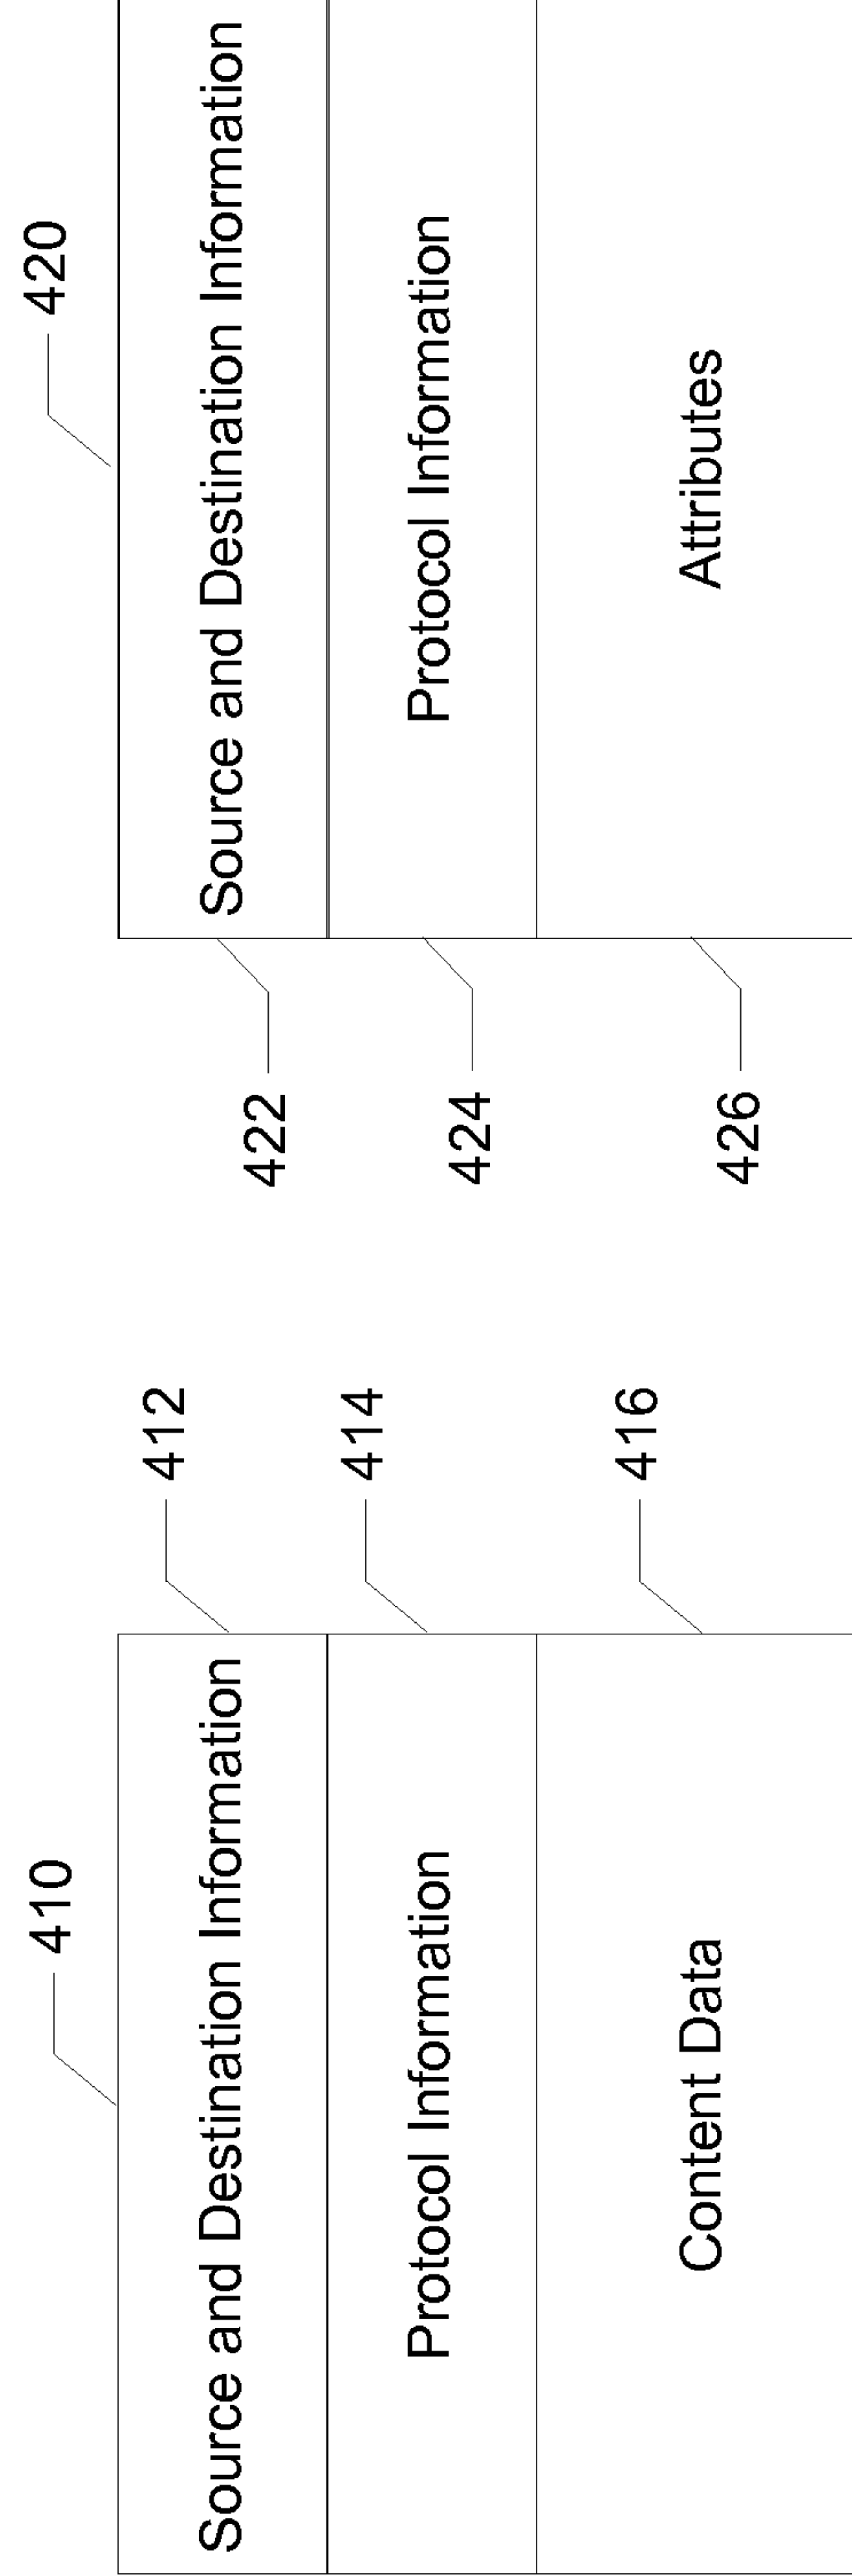 410
412
Source and Destination Information
414
Protocol Information
416
Content Data
420
422
Source and Destination Information
424
Protocol Information
426
Attributes